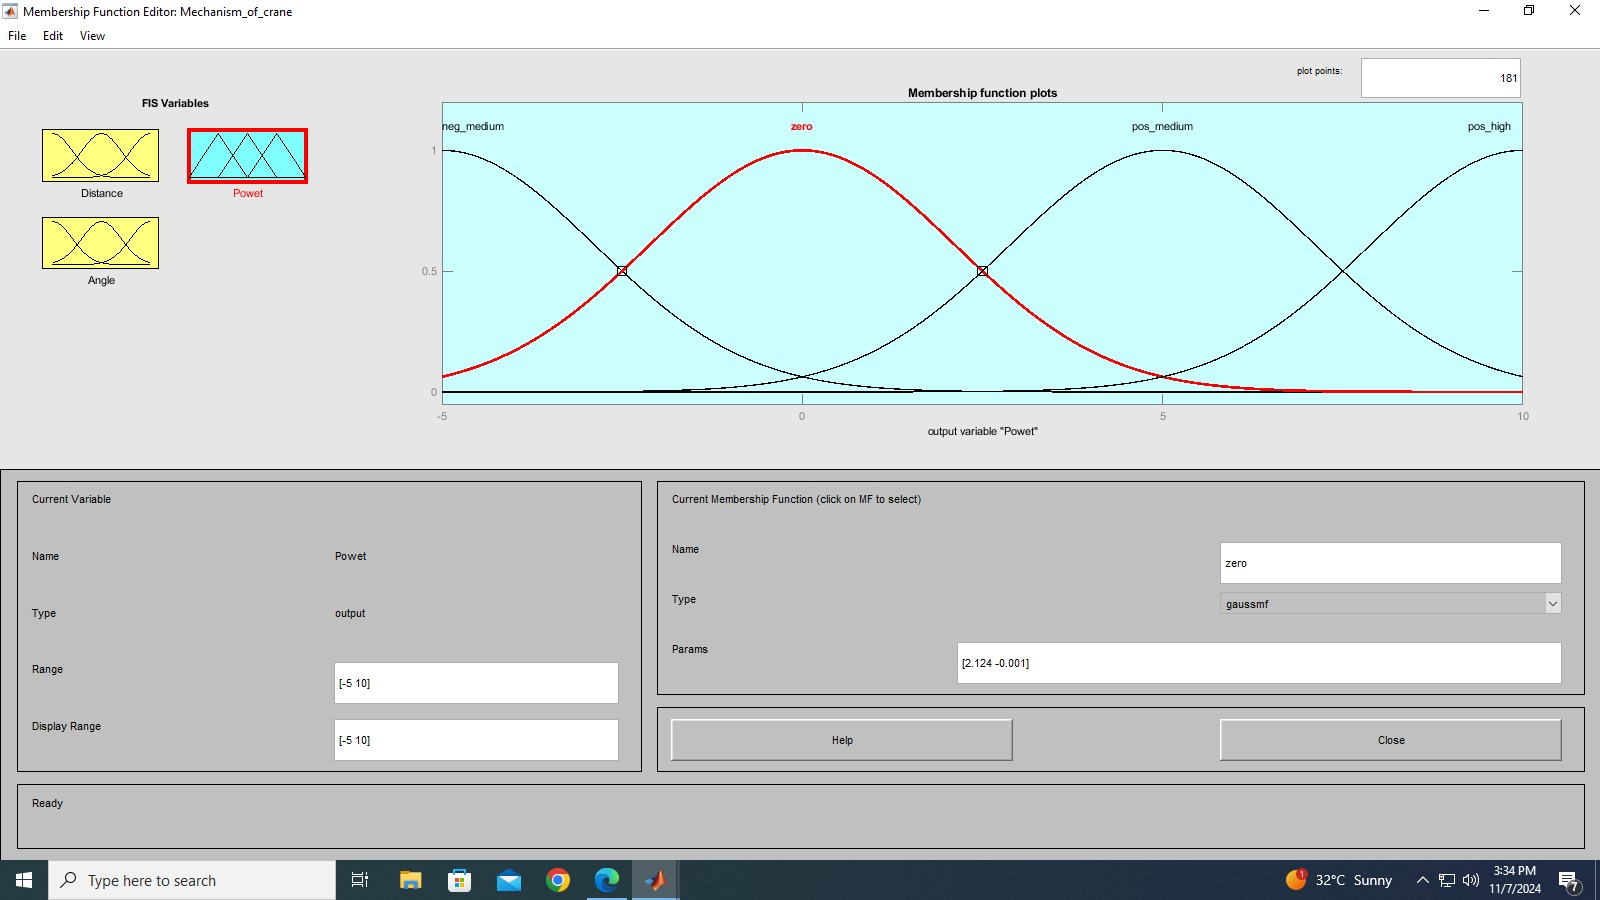 Membership Function Editor: Mechanism_of_crane
File Edit View
plot points:
181
FIS Variables
Membership function plots
neg_medium zero pos_medium pos_high
Distance
Powet
Angle
1
0.5
0
-5 0 5 10
output variable "Powet"
Current Variable
Name Powet
Type output
Range [-5 10]
Display Range [-5 10]
Current Membership Function (click on MF to select)
Name zero
Type gaussmf
Params [2.124 -0.001]
Help Close
Ready
Type here to search
1
32°C Sunny
3:34 PM
11/7/2024
7